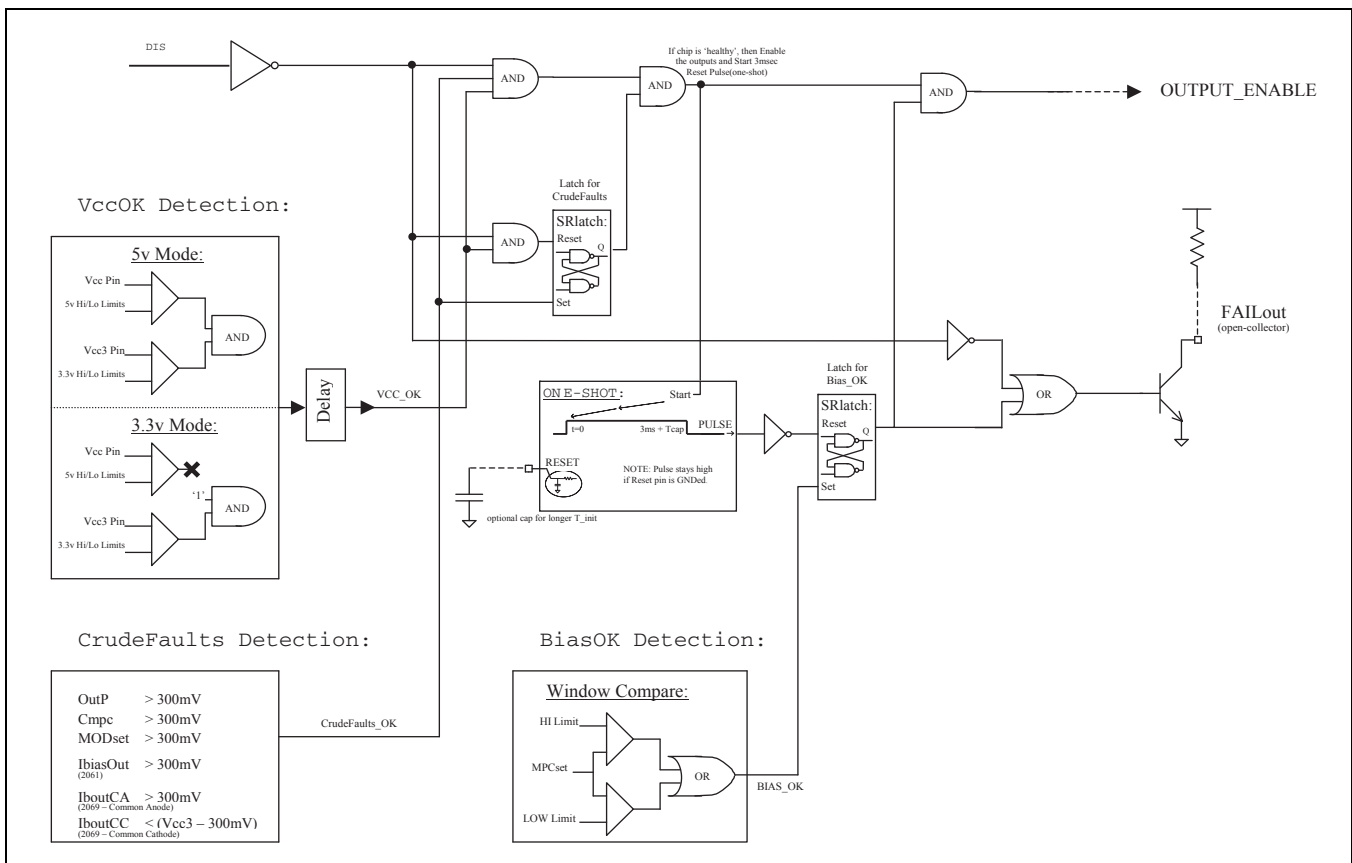 DIS
If chip is 'healthy', then Enable
the outputs and Start 3msec
Reset Pulse(one-shot)
AND
AND
AND
OUTPUT_ENABLE
Latch for
CrudeFaults
SRlatch:
Reset
Q
Set
AND
VccOK Detection:
5v Mode:
Vcc Pin
5v Hi/Lo Limits
AND
Vcc3 Pin
3.3v Hi/Lo Limits
3.3v Mode:
Vcc Pin
5v Hi/Lo Limits
'1'
AND
Vcc3 Pin
3.3v Hi/Lo Limits
Delay
VCC_OK
FAILout
(open-collector)
ONE-SHOT:
Start
t=0
3ms + Tcap
PULSE
RESET
NOTE: Pulse stays high
if Reset pin is GNDed.
optional cap for longer T_init
Latch for
Bias_OK
SRlatch:
Reset
Q
Set
OR
CrudeFaults Detection:
OutP > 300mV
Cmpc > 300mV
MODset > 300mV
IbiasOut > 300mV
(2061)
IboutCA > 300mV
(2069 – Common Anode)
IboutCC < (Vcc3 – 300mV)
(2069 – Common Cathode)
CrudeFaults_OK
BiasOK Detection:
Window Compare:
HI Limit
MPCset
LOW Limit
OR
BIAS_OK